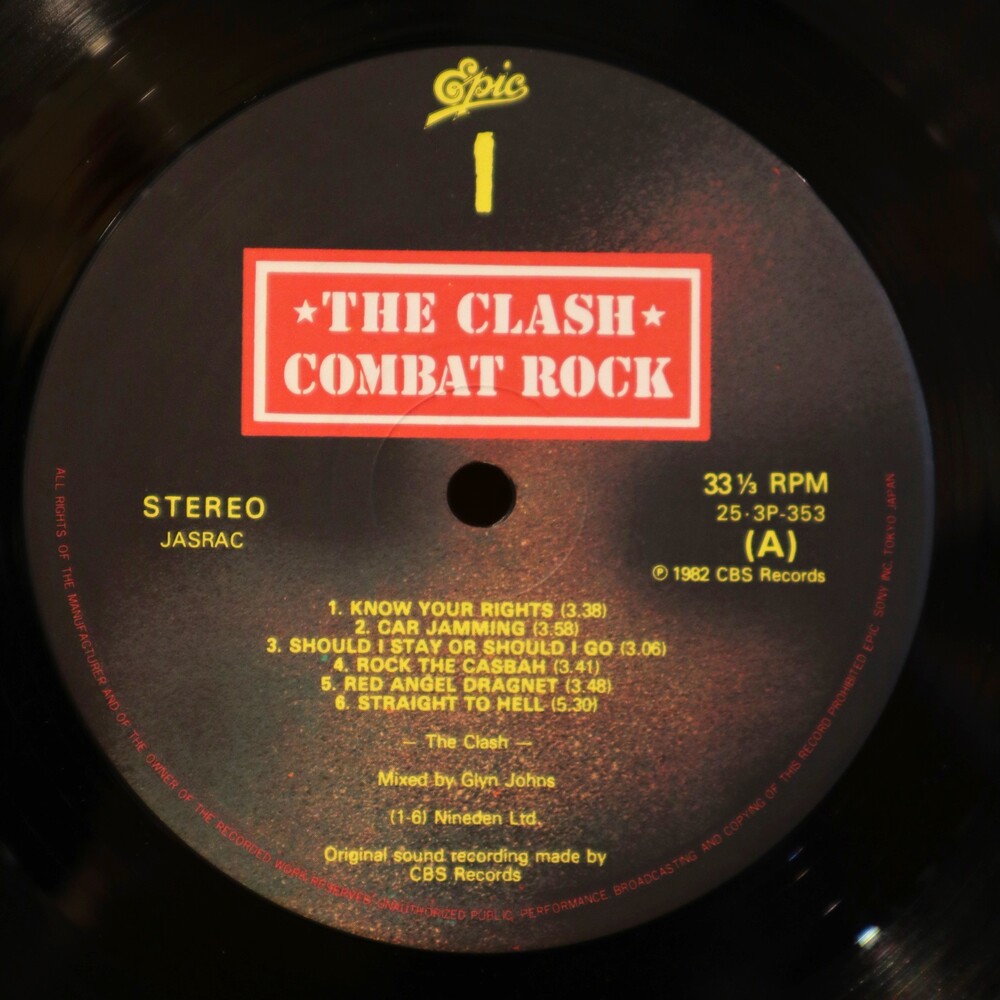 Epic
1
★THE CLASH★
COMBAT ROCK
STEREO
JASRAC
33⅓ RPM
25·3P-353
(A)
℗ 1982 CBS Records
1. KNOW YOUR RIGHTS (3.38)
2. CAR JAMMING (3.58)
3. SHOULD I STAY OR SHOULD I GO (3.06)
4. ROCK THE CASBAH (3.41)
5. RED ANGEL DRAGNET (3.48)
6. STRAIGHT TO HELL (5.30)
— The Clash —
Mixed by Glyn Johns
(1-6) Nineden Ltd.
Original sound recording made by
CBS Records
ALL RIGHTS OF THE MANUFACTURER AND OF THE OWNER OF THE RECORDED WORK RESERVED. UNAUTHORIZED PUBLIC, PERFORMANCE, BROADCASTING AND COPYING OF THIS RECORD PROHIBITED EPIC SONY INC. TOKYO JAPAN